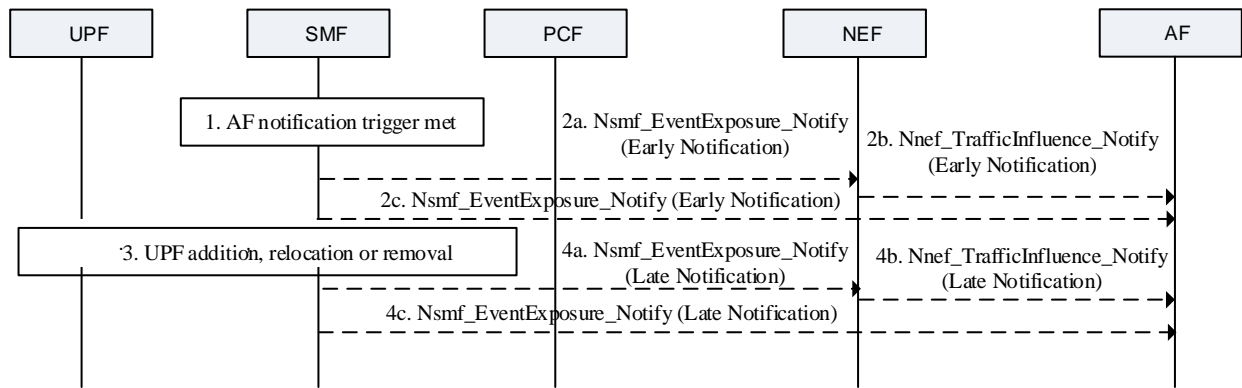 UPF
SMF
PCF
NEF
AF
1. AF notification trigger met
2a. Nsmf_EventExposure_Notify
(Early Notification)
2b. Nnef_TrafficInfluence_Notify
(Early Notification)
2c. Nsmf_EventExposure_Notify (Early Notification)
3. UPF addition, relocation or removal
4a. Nsmf_EventExposure_Notify
(Late Notification)
4b. Nnef_TrafficInfluence_Notify
(Late Notification)
4c. Nsmf_EventExposure_Notify (Late Notification)